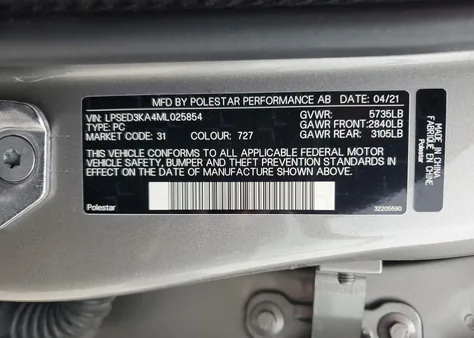 MFD BY POLESTAR PERFORMANCE AB DATE: 04/21
VIN: LPSED3KA4ML025854 GVWR: 5735LB
TYPE: PC GAWR FRONT: 2840LB
MARKET CODE: 31 COLOUR: 727 GAWR REAR: 3105LB
THIS VEHICLE CONFORMS TO ALL APPLICABLE FEDERAL MOTOR
VEHICLE SAFETY, BUMPER AND THEFT PREVENTION STANDARDS IN
EFFECT ON THE DATE OF MANUFACTURE SHOWN ABOVE.
Polestar 32205590
MADE IN CHINA
FABRIQUÉ EN CHINE
Polestar